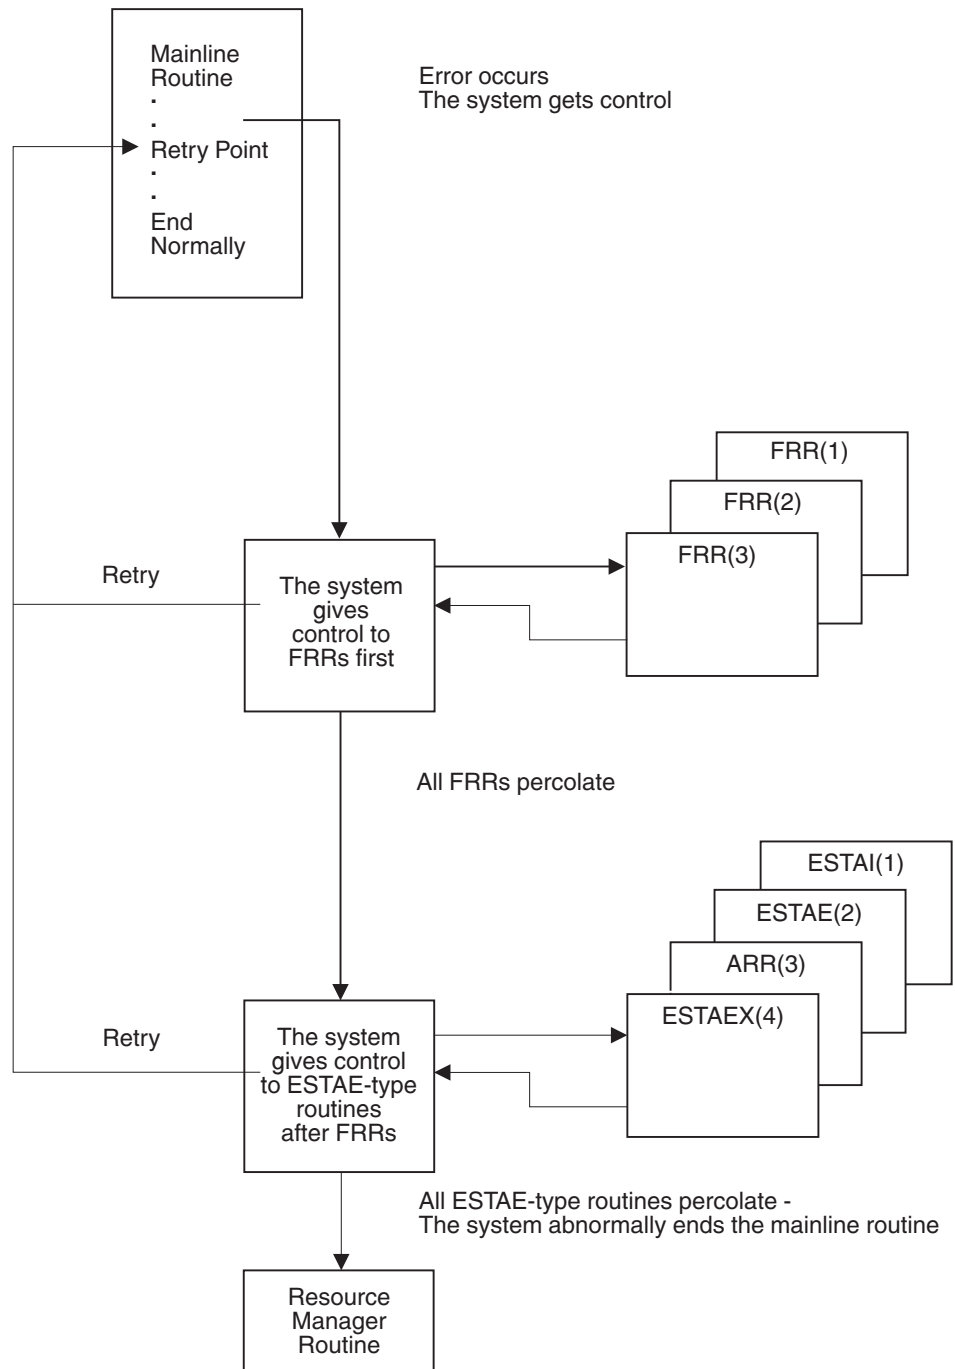 Mainline
Routine
.
.
Retry Point
.
.
End
Normally
Error occurs
The system gets control
FRR(1)
FRR(2)
FRR(3)
Retry
The system
gives
control to
FRRs first
All FRRs percolate
ESTAI(1)
ESTAE(2)
ARR(3)
ESTAEX(4)
Retry
The system
gives control
to ESTAE-type
routines
after FRRs
All ESTAE-type routines percolate -
The system abnormally ends the mainline routine
Resource
Manager
Routine